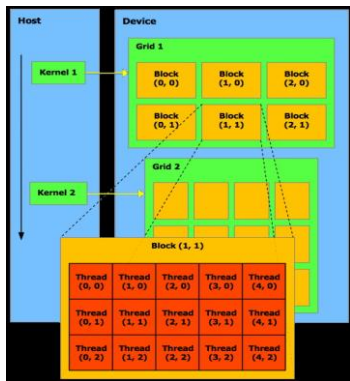 Host
Device
Grid 1
Kernel 1
Block
(0, 0)
Block
(1, 0)
Block
(2, 0)
Block
(0, 1)
Block
(1, 1)
Block
(2, 1)
Grid 2
Kernel 2
Block (1, 1)
Thread
(0, 0)
Thread
(1, 0)
Thread
(2, 0)
Thread
(3, 0)
Thread
(4, 0)
Thread
(0, 1)
Thread
(1, 1)
Thread
(2, 1)
Thread
(3, 1)
Thread
(4, 1)
Thread
(0, 2)
Thread
(1, 2)
Thread
(2, 2)
Thread
(3, 2)
Thread
(4, 2)